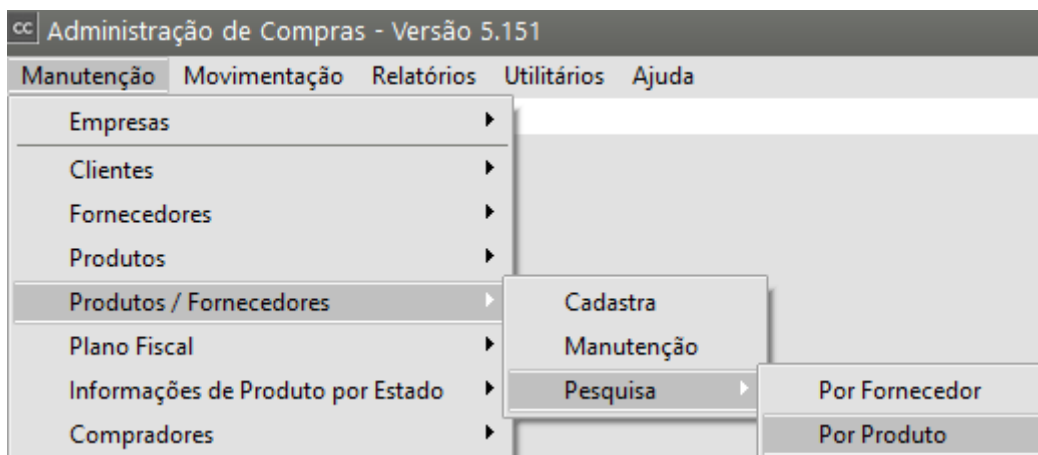 cc Administração de Compras - Versão 5.151
Manutenção Movimentação Relatórios Utilitários Ajuda
Empresas
Clientes
Fornecedores
Produtos
Produtos / Fornecedores
Cadastra
Plano Fiscal
Manutenção
Informações de Produto por Estado
Pesquisa
Por Fornecedor
Compradores
Por Produto